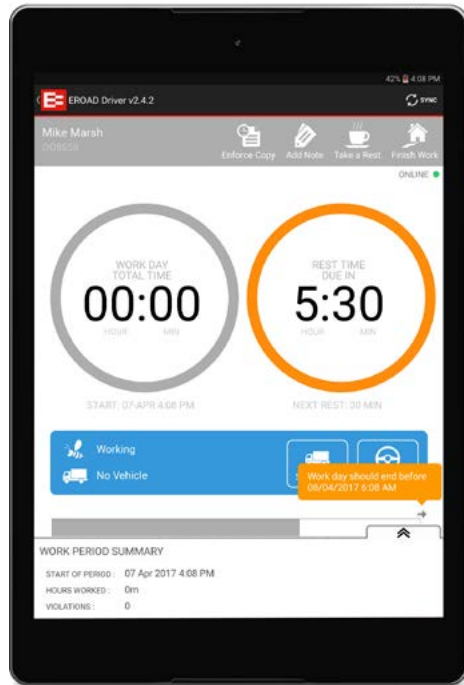 42% 4:08 PM
EROAD Driver v2.4.2
SYNC
Mike Marsh
Enforce Copy Add Note Take a Rest Finish Work
ONLINE
WORK DAY
TOTAL TIME
00:00
HOUR MIN
START: 07-APR 4:08 PM
REST TIME
DUE IN
5:30
HOUR MIN
NEXT REST: 30 MIN
Working
No Vehicle
Work day should end before
08/04/2017 6:08 AM
WORK PERIOD SUMMARY
START OF PERIOD : 07 Apr 2017 4:08 PM
HOURS WORKED : 0m
VIOLATIONS : 0